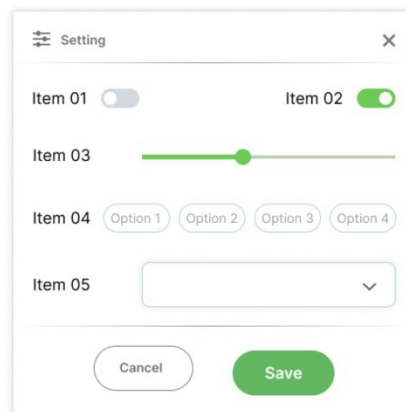 Setting
Item 01 Item 02
Item 03
Item 04 Option 1 Option 2 Option 3 Option 4
Item 05
Cancel Save